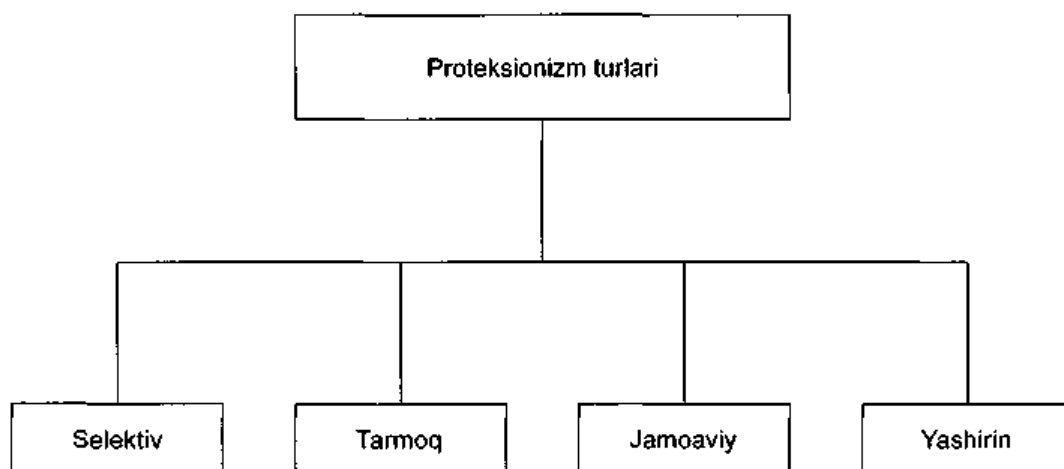 Proteksionizm turlari
Selektiv
Tarmoq
Jamoaviy
Yashirin